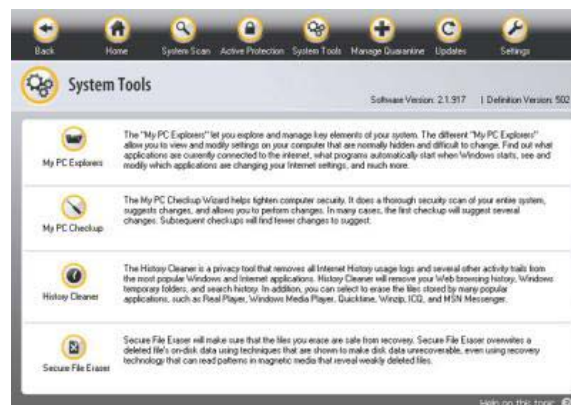 Back Home System Scan Active Protection System Tools Manage Quarantine Updates Settings
System Tools
Software Version: 2.1.917 | Definition Version: 502
My PC Explorers
The "My PC Explorers" let you explore and manage key elements of your system. The different "My PC Explorers"
allow you to view and modify settings on your computer that are normally hidden and difficult to change. Find out what
applications are currently connected to the internet, what programs automatically start when Windows starts, see and
modify which applications are changing your Internet settings, and much more.
My PC Checkup
The My PC Checkup Wizard helps tighten computer security. It does a thorough security scan of your entire system,
suggests changes, and allows you to perform changes. In many cases, the first checkup will suggest several
changes. Subsequent checkups will find fewer changes to suggest.
History Cleaner
The History Cleaner is a privacy tool that removes all Internet History usage logs and several other activity trails from
the most popular Windows and Internet applications. History Cleaner will remove your Web browsing history, Windows
temporary folders, and search history. In addition, you can select to erase the files stored by many popular
applications, such as Real Player, Windows Media Player, Quicktime, Winzip, ICQ, and MSN Messenger.
Secure File Eraser
Secure File Eraser will make sure that the files you erase are safe from recovery. Secure File Eraser overwrites a
deleted file's on-disk data using techniques that are shown to make disk data unrecoverable, even using recovery
technology that can read patterns in magnetic media that reveal weakly deleted files.
Help on this topic